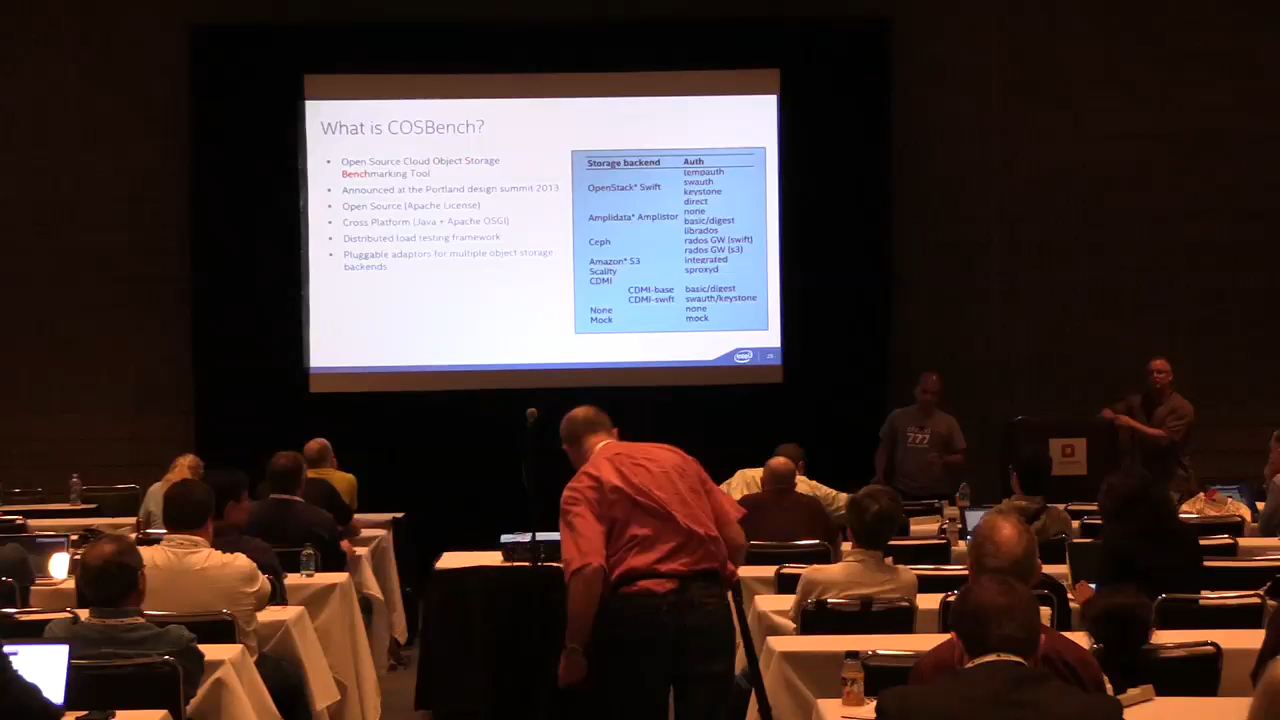 What is COSBench?
• Open Source Cloud Object Storage
Benchmarking Tool
• Announced at the Portland design summit 2013
• Open Source (Apache License)
• Cross Platform (Java + Apache OSGI)
• Distributed load testing framework
• Pluggable adaptors for multiple object storage
backends
Storage backend Auth
OpenStack* Swift
tempauth
swauth
keystone
direct
Amplidata* Amplistor
none
basic/digest
Ceph
librados
rados GW (swift)
rados GW (s3)
Amazon* S3 integrated
Scality sproxyd
CDMI
CDMI-base basic/digest
CDMI-swift swauth/keystone
None none
Mock mock
intel
25
777